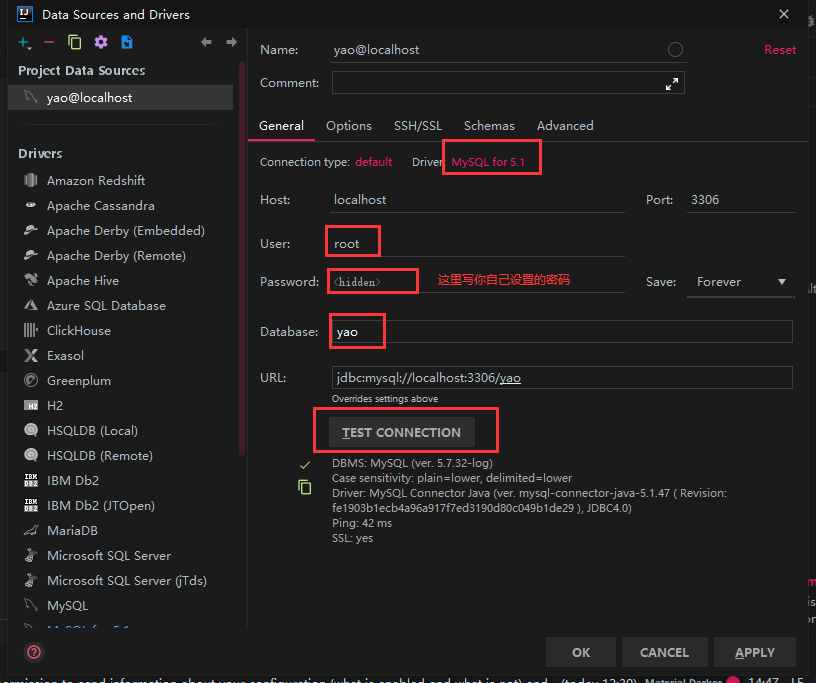 IJ Data Sources and Drivers
Project Data Sources
yao@localhost
Drivers
Amazon Redshift
Apache Cassandra
Apache Derby (Embedded)
Apache Derby (Remote)
Apache Hive
Azure SQL Database
ClickHouse
Exasol
Greenplum
H2
HSQLDB (Local)
HSQLDB (Remote)
IBM Db2
IBM Db2 (JTOpen)
MariaDB
Microsoft SQL Server
Microsoft SQL Server (jTds)
MySQL
MySQL for 5.1
Name: yao@localhost Reset
Comment:
General Options SSH/SSL Schemas Advanced
Connection type: default Driver MySQL for 5.1
Host: localhost Port: 3306
User: root
Password: <hidden> 这里写你自己设置的密码 Save: Forever
Database: yao
URL: jdbc:mysql://localhost:3306/yao
Overrides settings above
TEST CONNECTION
DBMS: MySQL (ver. 5.7.32-log)
Case sensitivity: plain=lower, delimited=lower
Driver: MySQL Connector Java (ver. mysql-connector-java-5.1.47 ( Revision:
fe1903b1ecb4a96a917f7ed3190d80c049b1de29 ), JDBC4.0)
Ping: 42 ms
SSL: yes
OK CANCEL APPLY